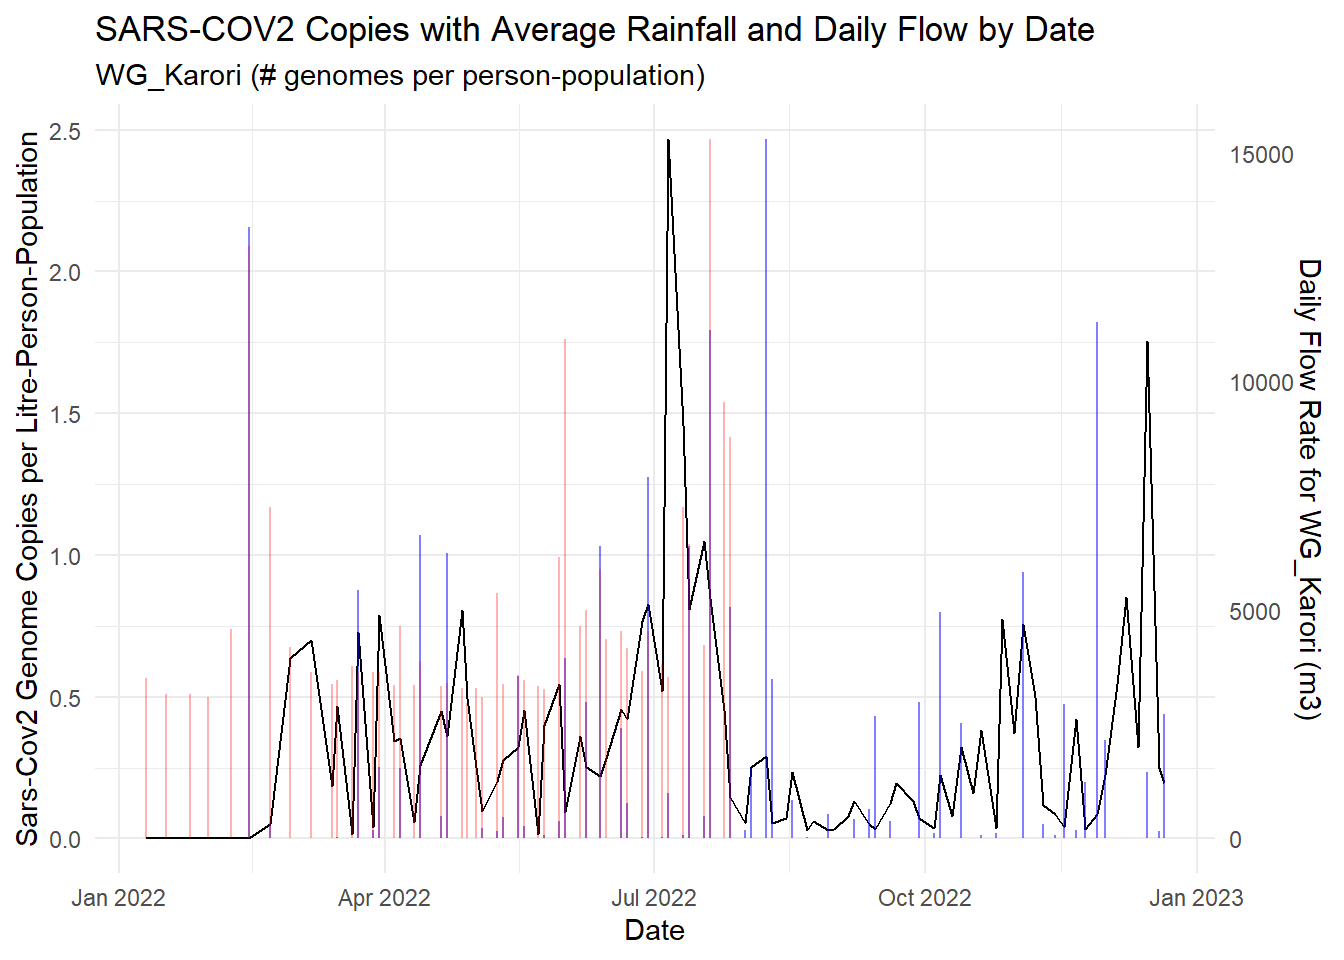 SARS-COV2 Copies with Average Rainfall and Daily Flow by Date
WG_Karori (# genomes per person-population)
Sars-Cov2 Genome Copies per Litre-Person-Population
2.5
2.0
1.5
1.0
0.5
0.0
15000
10000
5000
0
Daily Flow Rate for WG_Karori (m3)
Jan 2022
Apr 2022
Jul 2022
Oct 2022
Jan 2023
Date